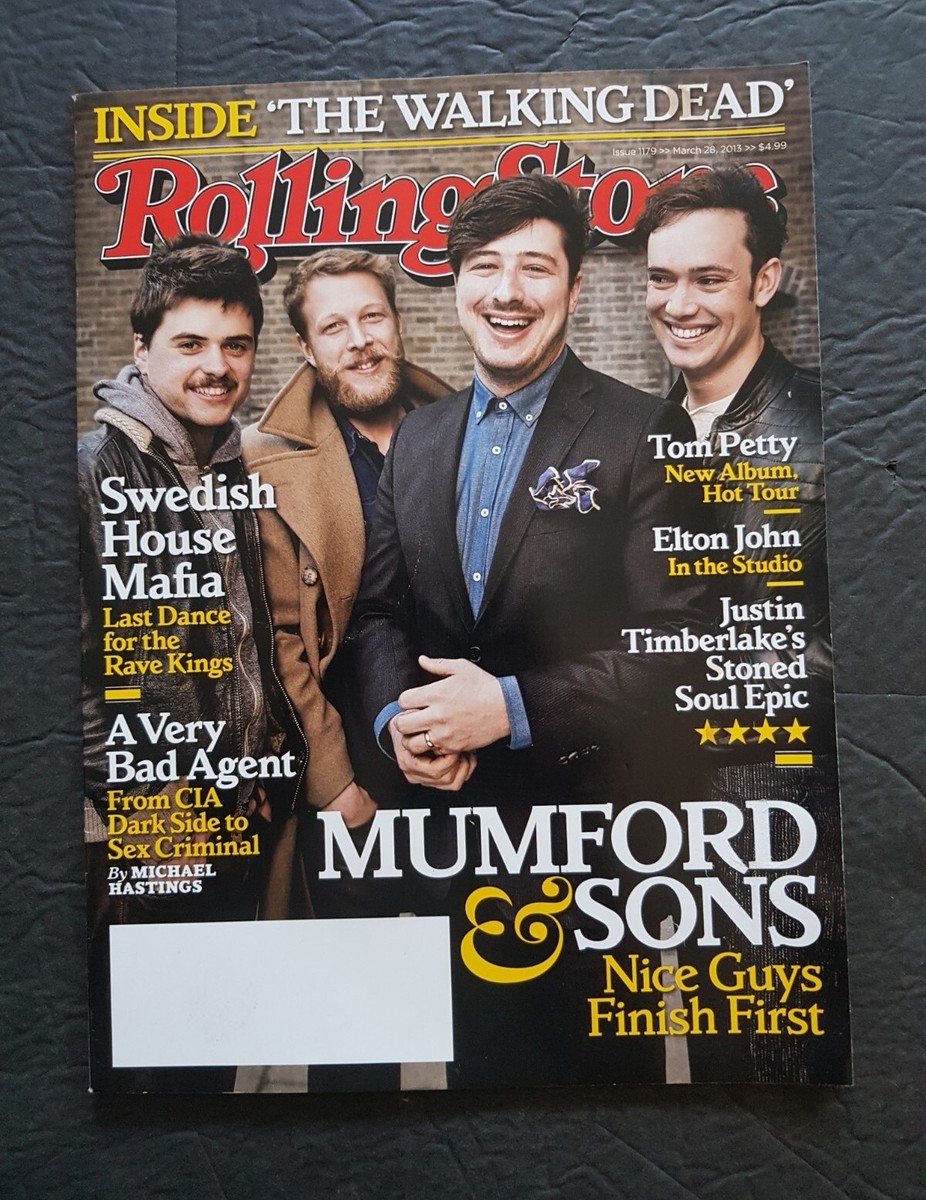 INSIDE 'THE WALKING DEAD'
Issue 1179 >> March 28, 2013 >> $4.99
Rolling Stone
Swedish
House
Mafia
Last Dance
for the
Rave Kings
A Very
Bad Agent
From CIA
Dark Side to
Sex Criminal
By MICHAEL
HASTINGS
Tom Petty
New Album,
Hot Tour
Elton John
In the Studio
Justin
Timberlake's
Stoned
Soul Epic
MUMFORD
&SONS
Nice Guys
Finish First